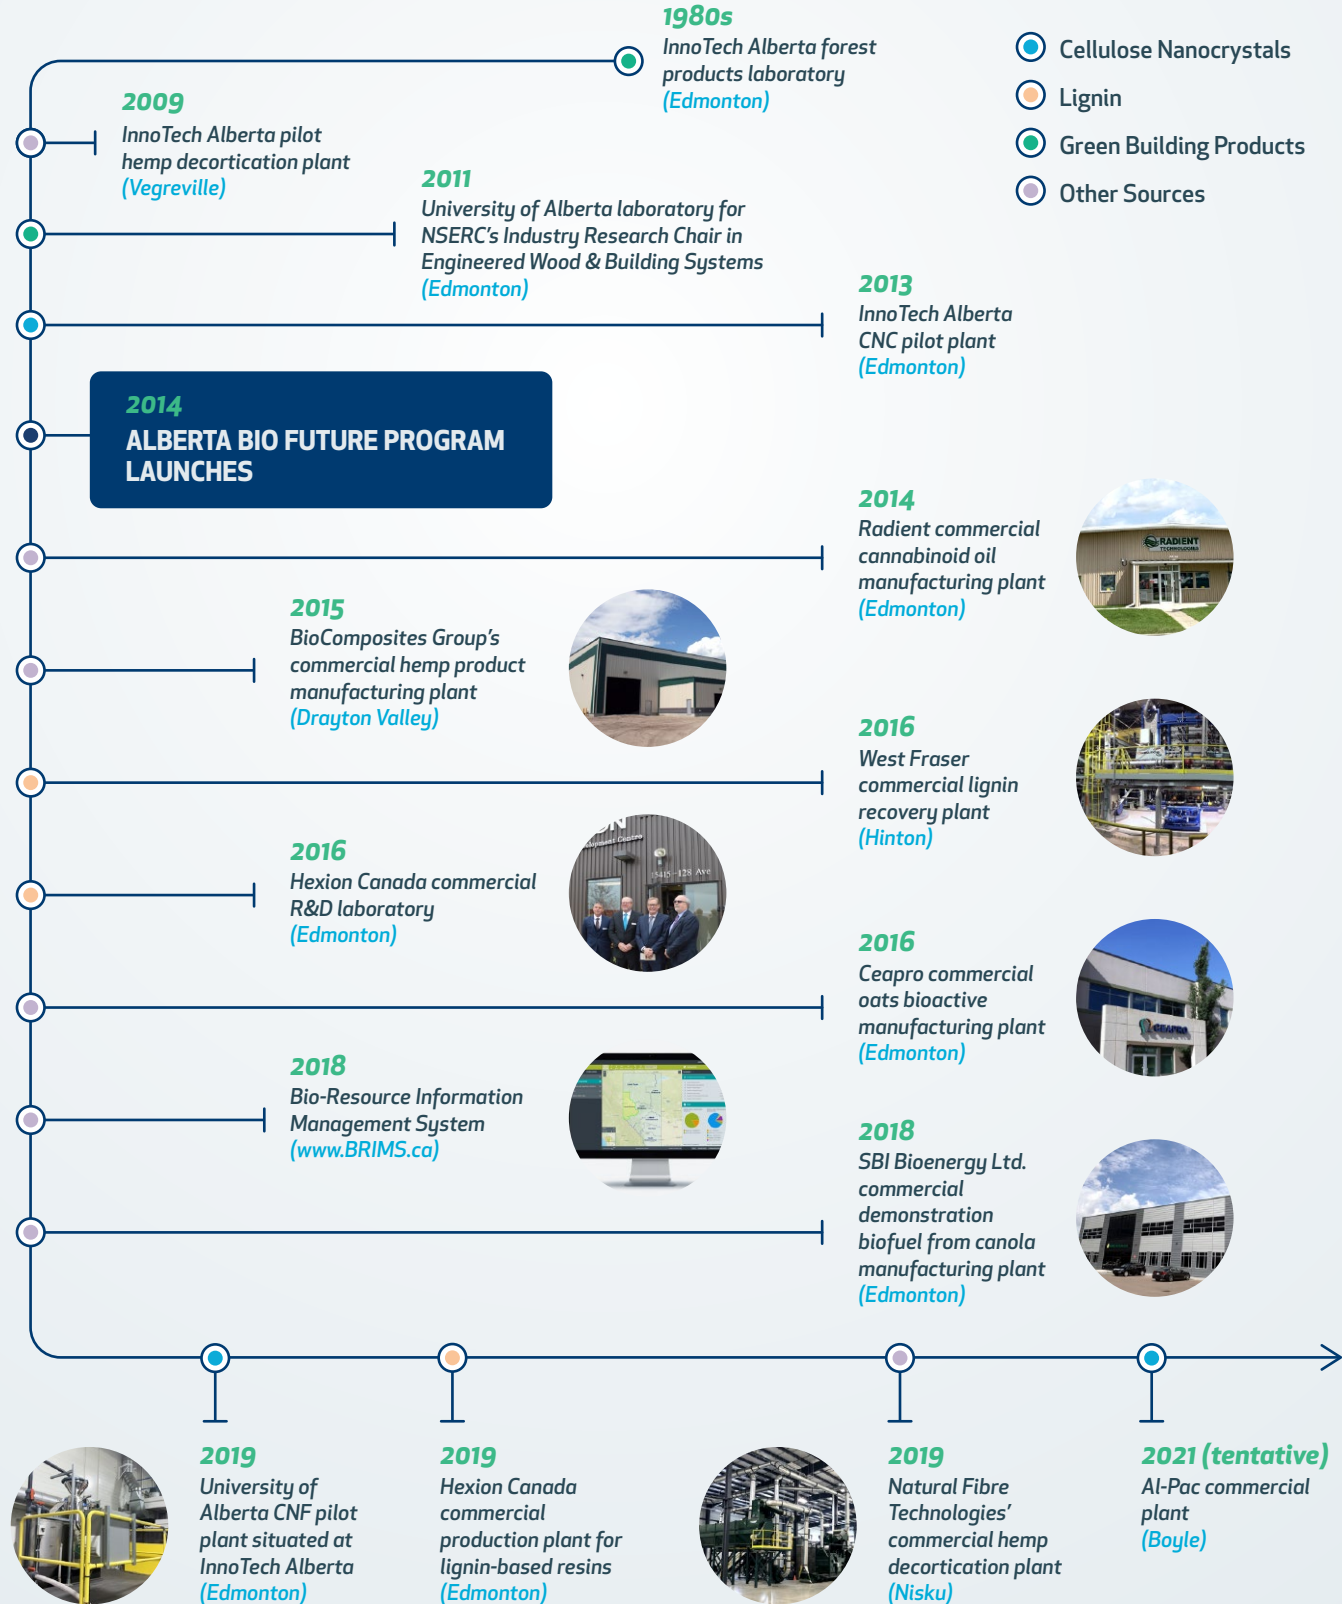 1980s
InnoTech Alberta forest
products laboratory
(Edmonton)
Cellulose Nanocrystals
Lignin
Green Building Products
Other Sources
2009
InnoTech Alberta pilot
hemp decortication plant
(Vegreville)
2011
University of Alberta laboratory for
NSERC's Industry Research Chair in
Engineered Wood & Building Systems
(Edmonton)
2013
InnoTech Alberta
CNC pilot plant
(Edmonton)
2014
ALBERTA BIO FUTURE PROGRAM
LAUNCHES
2014
Radient commercial
cannabinoid oil
manufacturing plant
(Edmonton)
RADIENT
TECHNOLOGIES
2015
BioComposites Group's
commercial hemp product
manufacturing plant
(Drayton Valley)
2016
West Fraser
commercial lignin
recovery plant
(Hinton)
2016
Hexion Canada commercial
R&D laboratory
(Edmonton)
ON
elopment Centre
15415-128 Ave
2016
Ceapro commercial
oats bioactive
manufacturing plant
(Edmonton)
CEAPRO
2018
Bio-Resource Information
Management System
(www.BRIMS.ca)
2018
SBI Bioenergy Ltd.
commercial
demonstration
biofuel from canola
manufacturing plant
(Edmonton)
2019
University of
Alberta CNF pilot
plant situated at
InnoTech Alberta
(Edmonton)
2019
Hexion Canada
commercial
production plant for
lignin-based resins
(Edmonton)
2019
Natural Fibre
Technologies'
commercial hemp
decortication plant
(Nisku)
2021 (tentative)
Al-Pac commercial
plant
(Boyle)